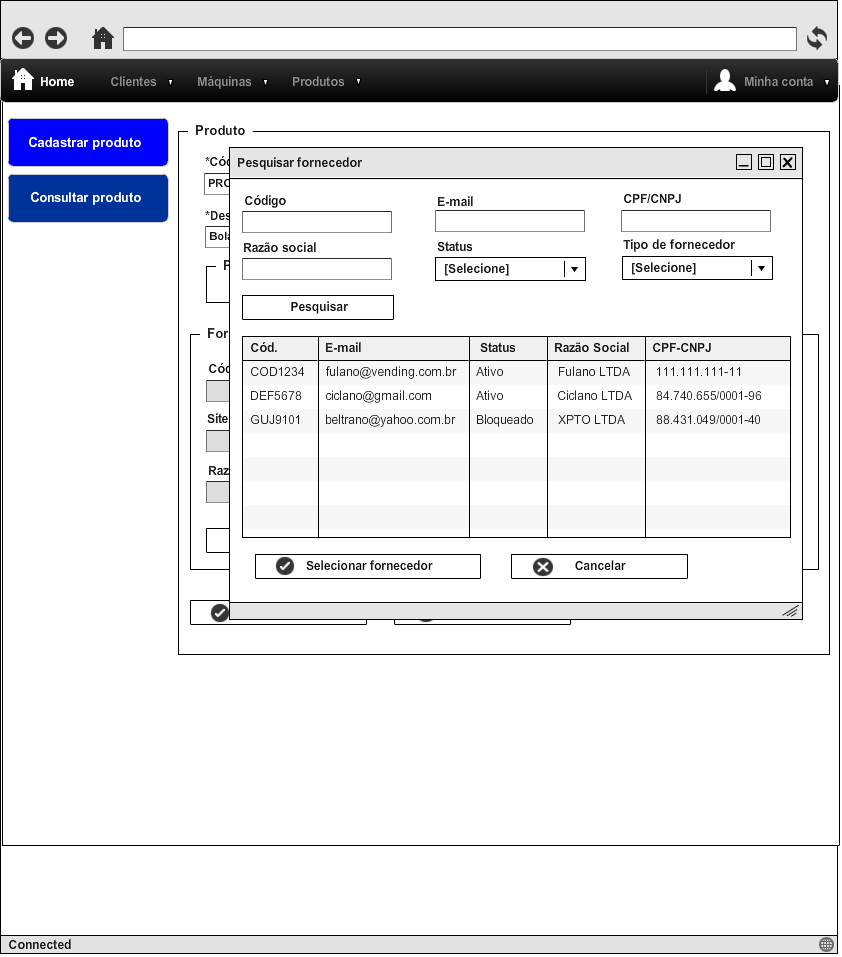 Home Clientes Máquinas Produtos Minha conta
Cadastrar produto
Consultar produto
Produto
*Cód
PRO
*Des
Bola
P
For
Cód
Site
Raz
Pesquisar fornecedor
Código E-mail CPF/CNPJ
Razão social Status Tipo de fornecedor
[Selecione] [Selecione]
Pesquisar
Cód. E-mail Status Razão Social CPF-CNPJ
COD1234 fulano@vending.com.br Ativo Fulano LTDA 111.111.111-11
DEF5678 ciclano@gmail.com Ativo Ciclano LTDA 84.740.655/0001-96
GUJ9101 beltrano@yahoo.com.br Bloqueado XPTO LTDA 88.431.049/0001-40
Selecionar fornecedor Cancelar
Connected